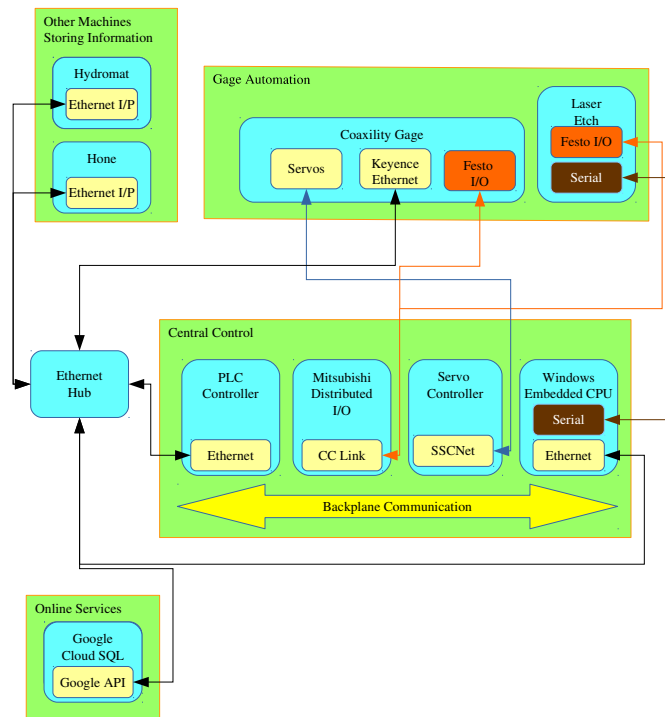 Other Machines
Storing Information
Hydromat
Ethernet I/P
Hone
Ethernet I/P
Gage Automation
Coaxility Gage
Servos
Keyence
Ethernet
Festo
I/O
Laser
Etch
Festo I/O
Serial
Ethernet
Hub
Central Control
PLC
Controller
Ethernet
Mitsubishi
Distributed
I/O
CC Link
Servo
Controller
SSCNet
Windows
Embedded CPU
Serial
Ethernet
Backplane Communication
Online Services
Google
Cloud SQL
Google API